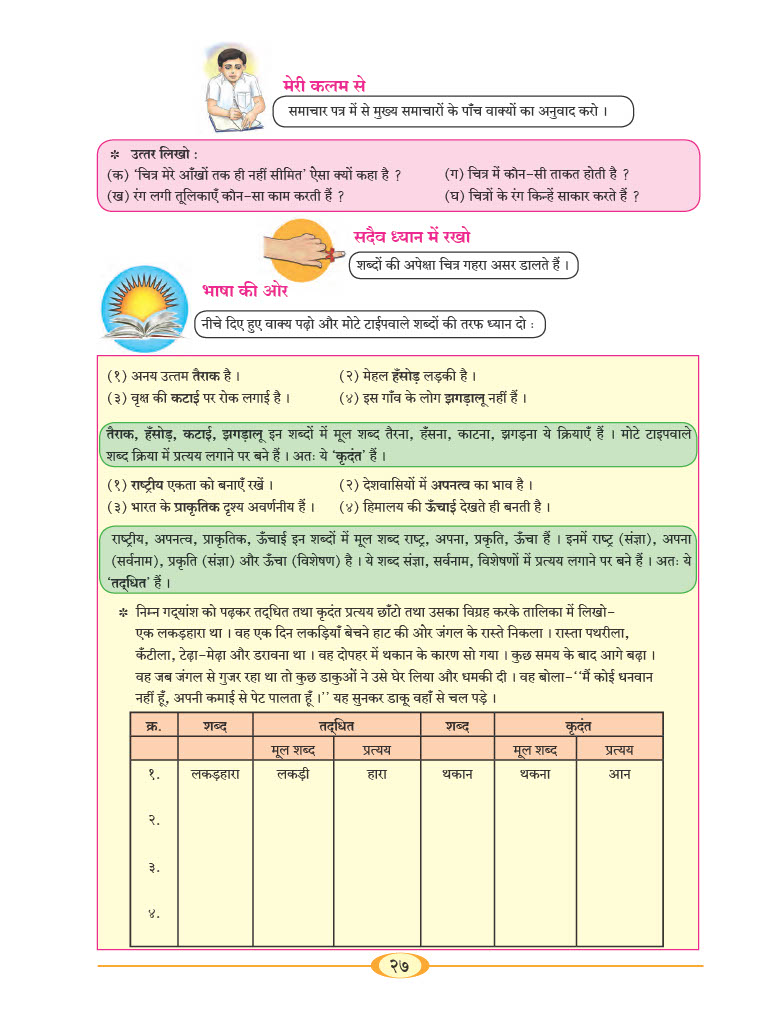 मेरी कलम से
समाचार पत्र में से मुख्य समाचारों के पाँच वाक्यों का अनुवाद करो ।
✻ उत्तर लिखो :
(क) ‘चित्र मेरे आँखों तक ही नहीं सीमित’ ऐसा क्यों कहा है ?
(ग) चित्र में कौन-सी ताकत होती है ?
(ख) रंग लगी तूलिकाएँ कौन-सा काम करती हैं ?
(घ) चित्रों के रंग किन्हें साकार करते हैं ?
सदैव ध्यान में रखो
शब्दों की अपेक्षा चित्र गहरा असर डालते हैं ।
भाषा की ओर
नीचे दिए हुए वाक्य पढ़ो और मोटे टाईपवाले शब्दों की तरफ ध्यान दो :
(१) अनय उत्तम तैराक है ।
(२) मेहल हँसोड़ लड़की है ।
(३) वृक्ष की कटाई पर रोक लगाई है ।
(४) इस गाँव के लोग झगड़ालू नहीं हैं ।
तैराक, हँसोड़, कटाई, झगड़ालू इन शब्दों में मूल शब्द तैरना, हँसना, काटना, झगड़ना ये क्रियाएँ हैं । मोटे टाइपवाले
शब्द क्रिया में प्रत्यय लगाने पर बने हैं । अतः ये ‘कृदंत’ हैं ।
(१) राष्ट्रीय एकता को बनाएँ रखें ।
(२) देशवासियों में अपनत्व का भाव है ।
(३) भारत के प्राकृतिक दृश्य अवर्णनीय हैं ।
(४) हिमालय की ऊँचाई देखते ही बनती है ।
राष्ट्रीय, अपनत्व, प्राकृतिक, ऊँचाई इन शब्दों में मूल शब्द राष्ट्र, अपना, प्रकृति, ऊँचा हैं । इनमें राष्ट्र (संज्ञा), अपना
(सर्वनाम), प्रकृति (संज्ञा) और ऊँचा (विशेषण) है । ये शब्द संज्ञा, सर्वनाम, विशेषणों में प्रत्यय लगाने पर बने हैं । अतः ये
‘तद्धित’ हैं ।
✻ निम्न गद्यांश को पढ़कर तद्धित तथा कृदंत प्रत्यय छाँटो तथा उसका विग्रह करके तालिका में लिखो-
एक लकड़हारा था । वह एक दिन लकड़ियाँ बेचने हाट की ओर जंगल के रास्ते निकला । रास्ता पथरीला,
कँटीला, टेढ़ा-मेढ़ा और डरावना था । वह दोपहर में थकान के कारण सो गया । कुछ समय के बाद आगे बढ़ा ।
वह जब जंगल से गुजर रहा था तो कुछ डाकुओं ने उसे घेर लिया और धमकी दी । वह बोला-‘‘मैं कोई धनवान
नहीं हूँ, अपनी कमाई से पेट पालता हूँ ।’’ यह सुनकर डाकू वहाँ से चल पड़े ।
क्र. शब्द तद्धित शब्द कृदंत
मूल शब्द प्रत्यय मूल शब्द प्रत्यय
१. लकड़हारा लकड़ी हारा थकान थकना आन
२.
३.
४.
२७